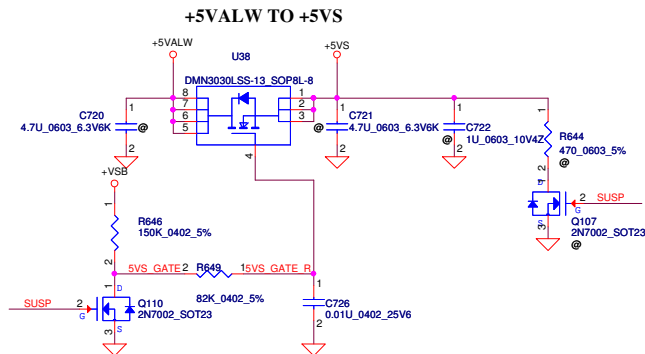 +5VALW TO +5VS
+5VALW
U38
+5VS
DMN3030LSS-13_SOP8L-8
8 1
7 2
6 3
5
4
1
C720
4.7U_0603_6.3V6K
@
2
1
C721
4.7U_0603_6.3V6K
@
2
1
C722
1U_0603_10V4Z
@
2
1
R644
470_0603_5%
@
2
+VSB
1
R646
150K_0402_5%
2
1
D
2 SUSP
G
S
3
Q107
2N7002_SOT23
@
5VS_GATE 2 R649 1 5VS_GATE_R
82K_0402_5%
SUSP 2
G
1
D
S
3
Q110
2N7002_SOT23
1
C726
0.01U_0402_25V6
2